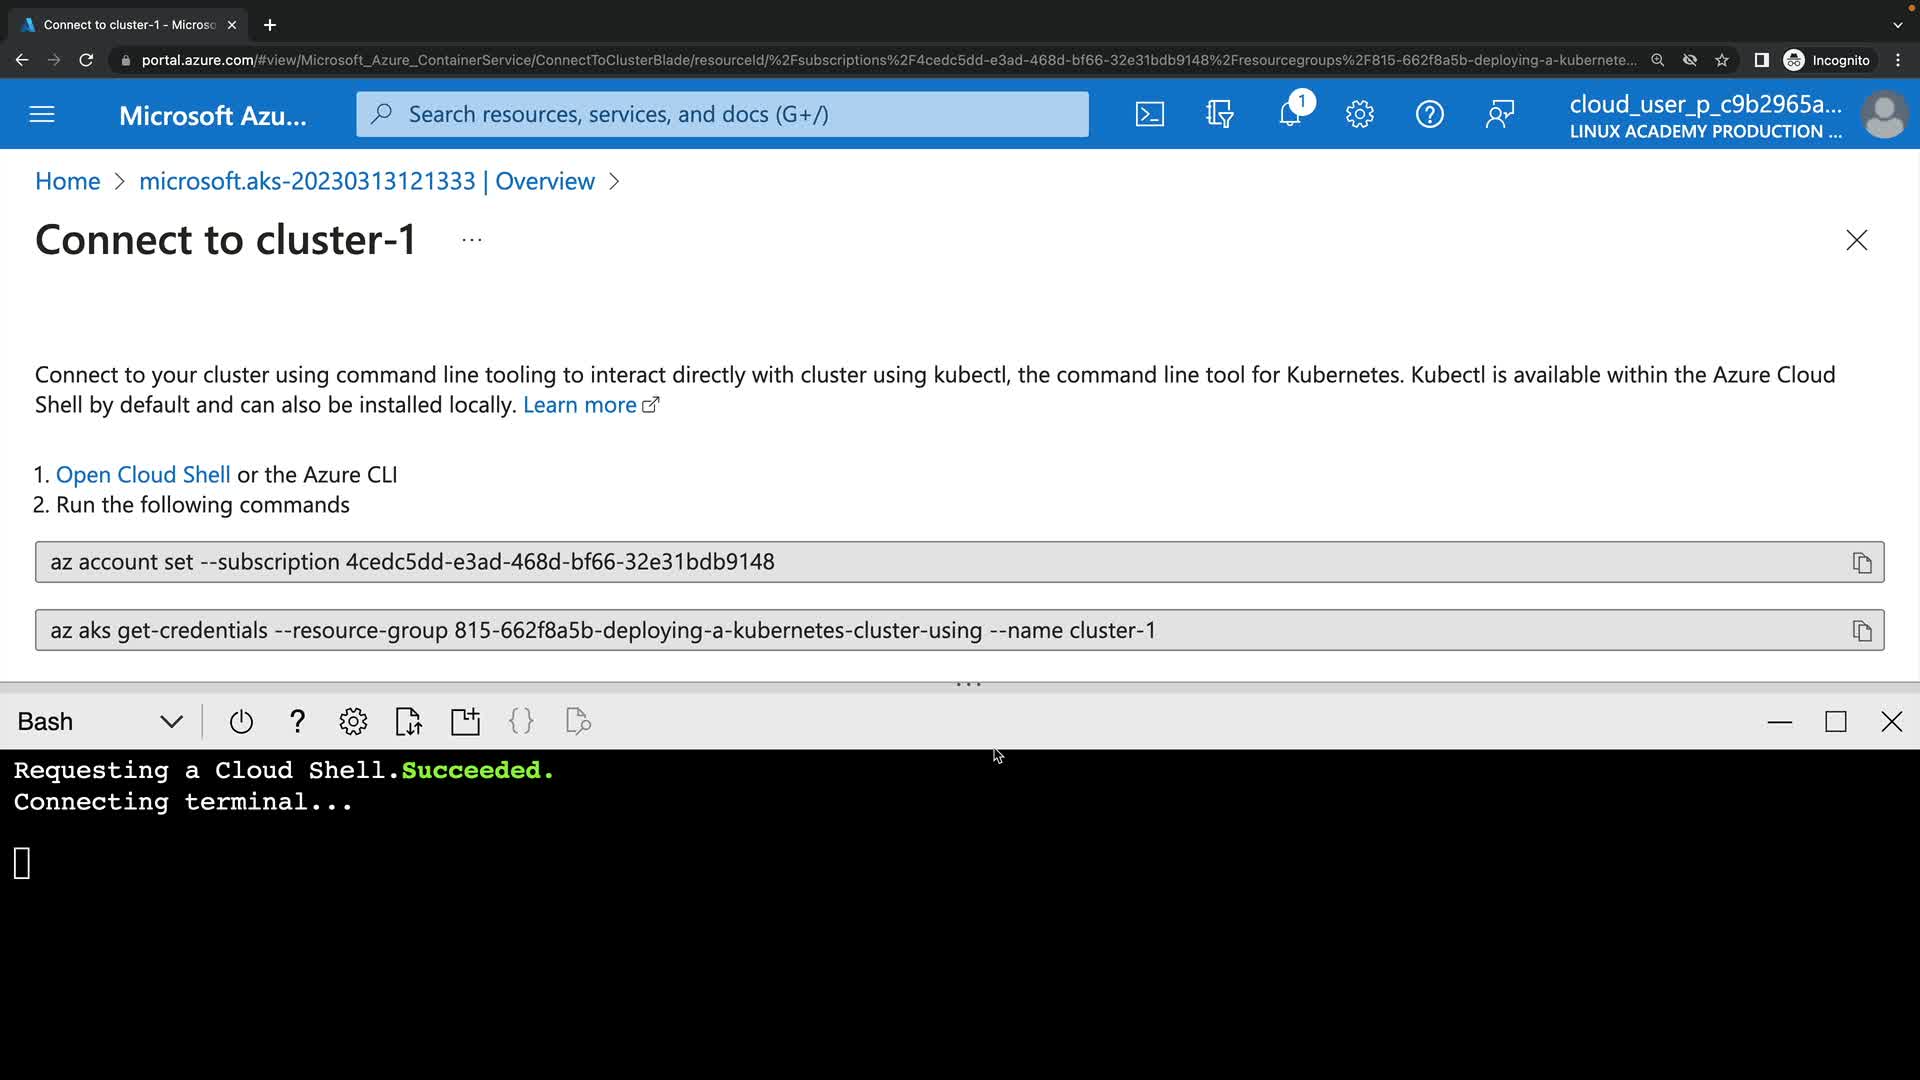 Connect to cluster-1 - Microso
portal.azure.com/#view/Microsoft_Azure_ContainerService/ConnectToClusterBlade/resourceId/%2Fsubscriptions%2F4cedc5dd-e3ad-468d-bf66-32e31bdb9148%2Fresourcegroups%2F815-662f8a5b-deploying-a-kubernete...
Incognito
Microsoft Azu...
Search resources, services, and docs (G+/)
1
cloud_user_p_c9b2965a...
LINUX ACADEMY PRODUCTION ...
Home > microsoft.aks-20230313121333 | Overview >
Connect to cluster-1 ...
Connect to your cluster using command line tooling to interact directly with cluster using kubectl, the command line tool for Kubernetes. Kubectl is available within the Azure Cloud
Shell by default and can also be installed locally. Learn more
1. Open Cloud Shell or the Azure CLI
2. Run the following commands
az account set --subscription 4cedc5dd-e3ad-468d-bf66-32e31bdb9148
az aks get-credentials --resource-group 815-662f8a5b-deploying-a-kubernetes-cluster-using --name cluster-1
Bash
Requesting a Cloud Shell.Succeeded.
Connecting terminal...